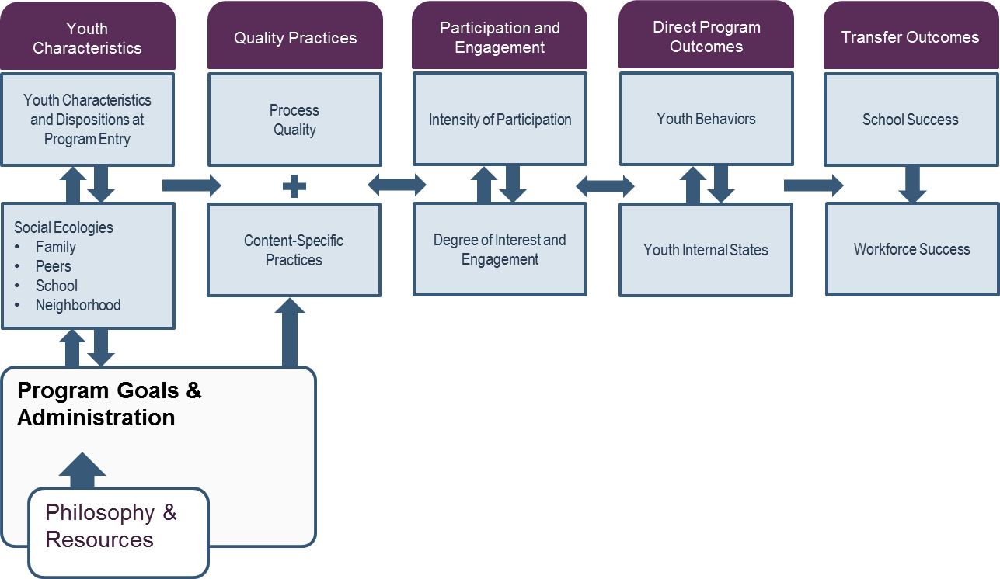 Youth
Characteristics
Quality Practices
Participation and
Engagement
Direct Program
Outcomes
Transfer Outcomes
Youth Characteristics
and Dispositions at
Program Entry
Process
Quality
Intensity of Participation
Youth Behaviors
School Success
Social Ecologies
• Family
• Peers
• School
• Neighborhood
Content-Specific
Practices
Degree of Interest and
Engagement
Youth Internal States
Workforce Success
Program Goals &
Administration
Philosophy &
Resources